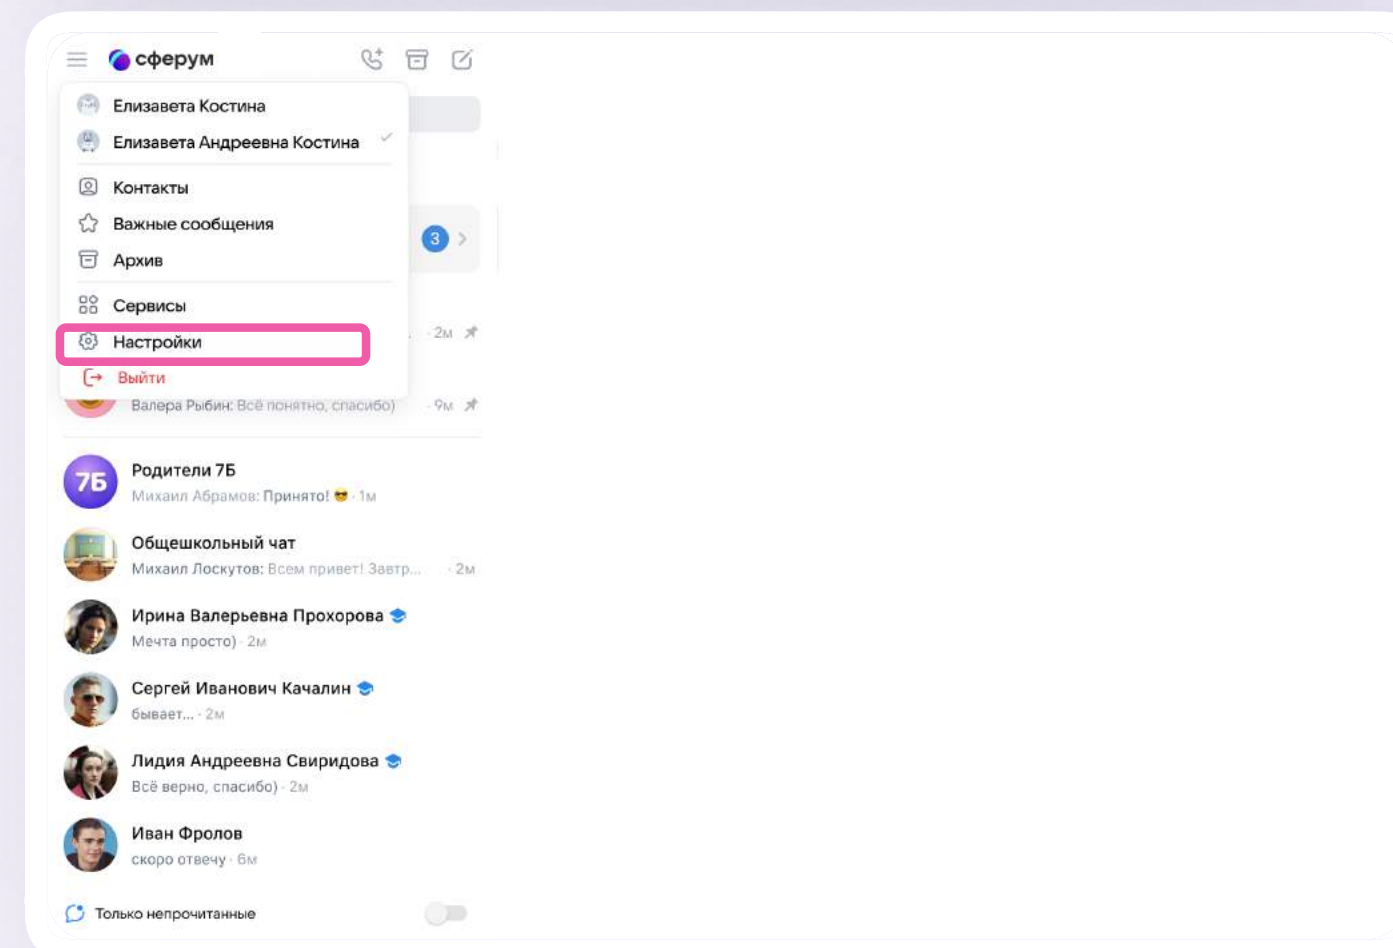 сферум
Елизавета Костина
Елизавета Андреевна Костина
Контакты
Важные сообщения
Архив
3
Сервисы
· 2м
Настройки
Выйти
Валера Рыбин: Всё понятно, спасибо) · 9м
7Б
Родители 7Б
Михаил Абрамов: Принято! 😎 · 1м
Общешкольный чат
Михаил Лоскутов: Всем привет! Завтр... · 2м
Ирина Валерьевна Прохорова
Мечта просто) · 2м
Сергей Иванович Качалин
бывает... · 2м
Лидия Андреевна Свиридова
Всё верно, спасибо) · 2м
Иван Фролов
скоро отвечу · 6м
Только непрочитанные